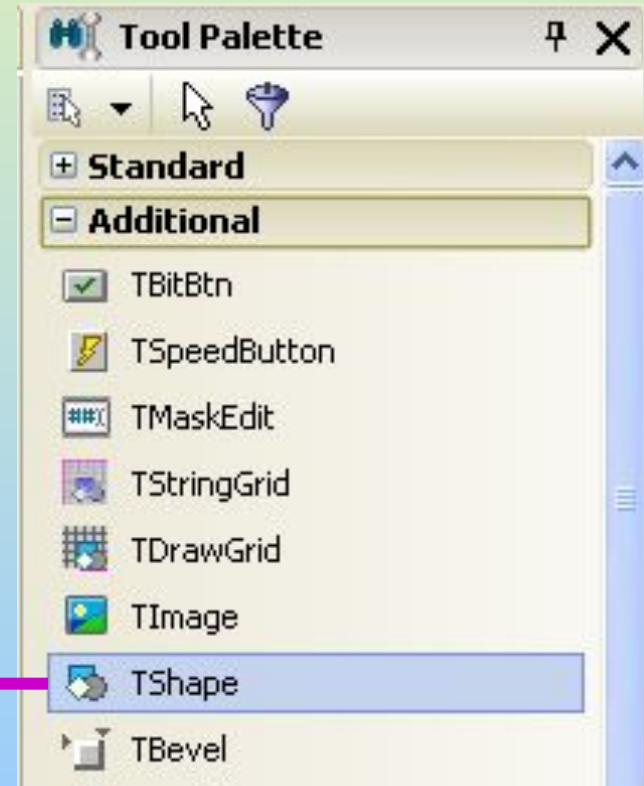 Tool Palette
Standard
Additional
TBitBtn
TSpeedButton
TMaskEdit
TStringGrid
TDrawGrid
TImage
TShape
TBevel